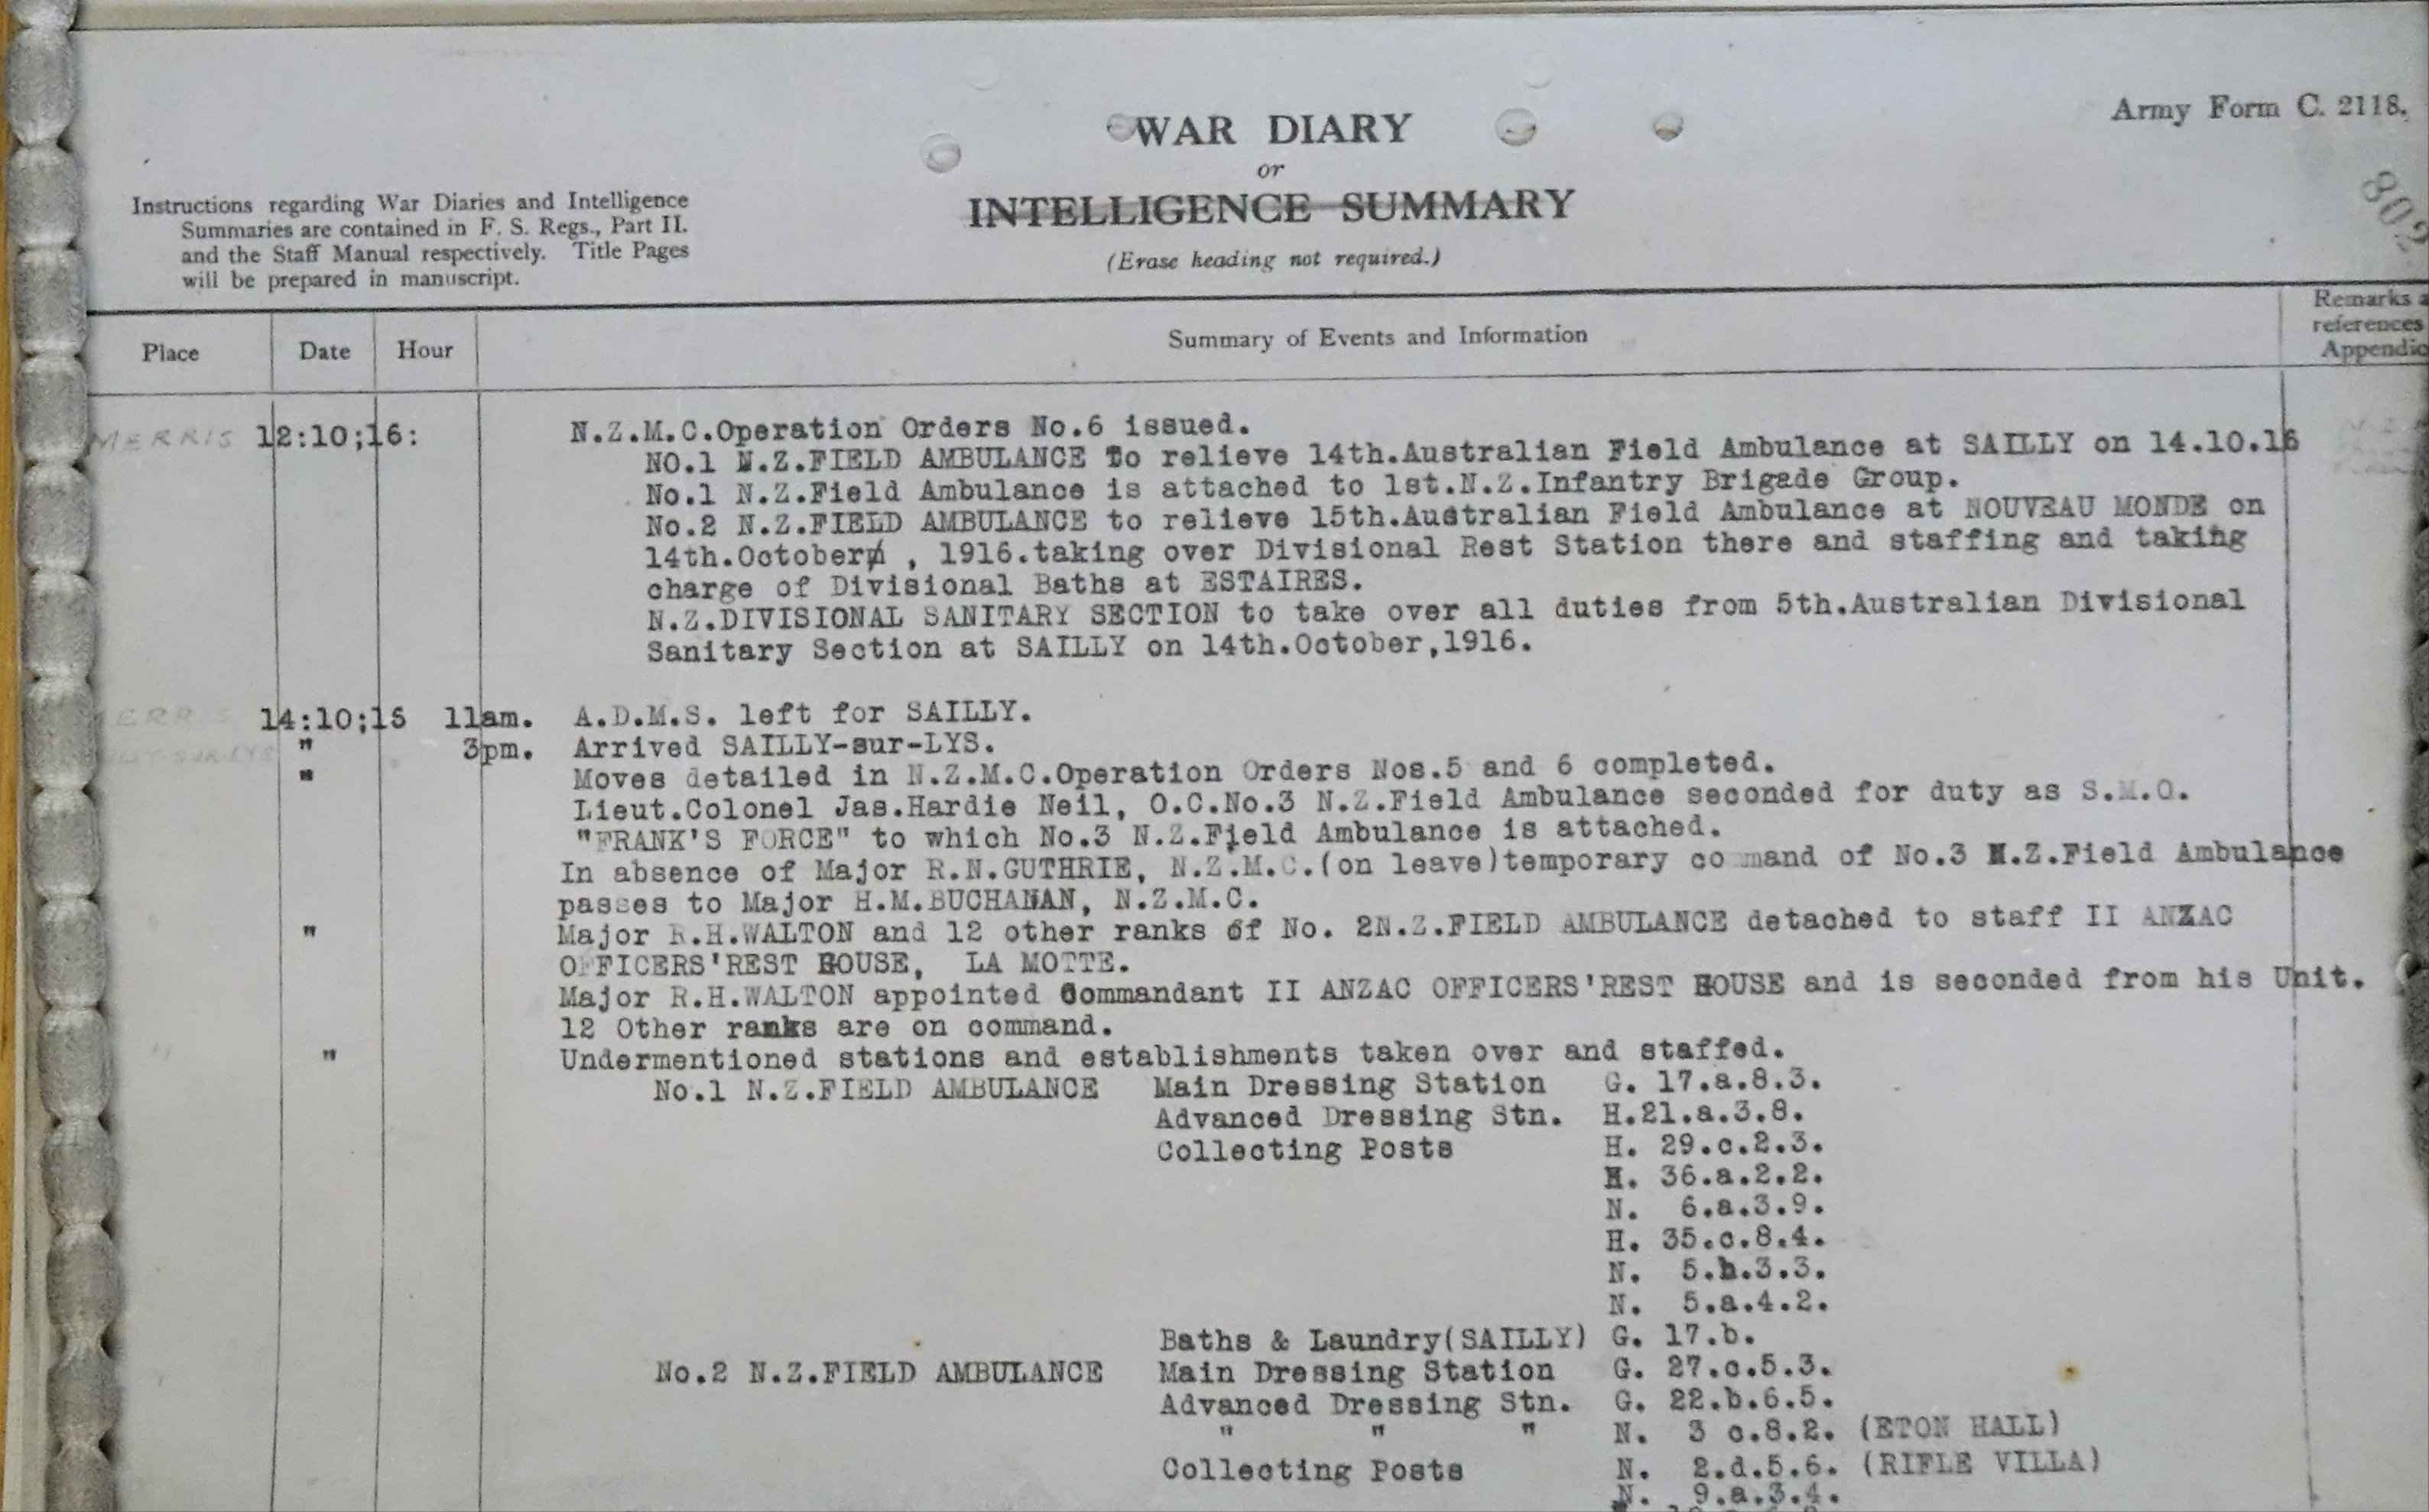 Army Form C. 2118.
WAR DIARY
or
INTELLIGENCE SUMMARY
(Erase heading not required.)
802
Instructions regarding War Diaries and Intelligence
Summaries are contained in F. S. Regs., Part II.
and the Staff Manual respectively. Title Pages
will be prepared in manuscript.
Place Date Hour Summary of Events and Information Remarks a
references
Appendic
MERRIS 12:10;16: N.Z.M.C.Operation Orders No.6 issued.
NO.1 N.Z.FIELD AMBULANCE to relieve 14th.Australian Field Ambulance at SAILLY on 14.10.16
No.1 N.Z.Field Ambulance is attached to 1st.N.Z.Infantry Brigade Group.
No.2 N.Z.FIELD AMBULANCE to relieve 15th.Australian Field Ambulance at NOUVEAU MONDE on
14th.October , 1916.taking over Divisional Rest Station there and staffing and taking
charge of Divisional Baths at ESTAIRES.
N.Z.DIVISIONAL SANITARY SECTION to take over all duties from 5th.Australian Divisional
Sanitary Section at SAILLY on 14th.October,1916.
14:10;15 11am. A.D.M.S. left for SAILLY.
" 3pm. Arrived SAILLY-sur-LYS.
" Moves detailed in N.Z.M.C.Operation Orders Nos.5 and 6 completed.
Lieut.Colonel Jas.Hardie Neil, O.C.No.3 N.Z.Field Ambulance seconded for duty as S.M.O.
"FRANK'S FORCE" to which No.3 N.Z.Field Ambulance is attached.
In absence of Major R.N.GUTHRIE, N.Z.M.C.(on leave)temporary co mand of No.3 N.Z.Field Ambulance
passes to Major H.M.BUCHANAN, N.Z.M.C.
" Major R.H.WALTON and 12 other ranks of No. 2N.Z.FIELD AMBULANCE detached to staff II ANZAC
OFFICERS'REST HOUSE, LA MOTTE.
Major R.H.WALTON appointed Commandant II ANZAC OFFICERS'REST HOUSE and is seconded from his Unit.
12 Other ranks are on command.
" Undermentioned stations and establishments taken over and staffed.
No.1 N.Z.FIELD AMBULANCE Main Dressing Station G. 17.a.8.3.
Advanced Dressing Stn. H.21.a.3.8.
Collecting Posts H. 29.c.2.3.
H. 36.a.2.2.
N. 6.a.3.9.
H. 35.c.8.4.
N. 5.b.3.3.
N. 5.a.4.2.
Baths & Laundry(SAILLY) G. 17.b.
No.2 N.Z.FIELD AMBULANCE Main Dressing Station G. 27.c.5.3.
Advanced Dressing Stn. G. 22.b.6.5.
" " " N. 3 c.8.2. (ETON HALL)
Collecting Posts N. 2.d.5.6. (RIFLE VILLA)
N. 9.a.3.4.